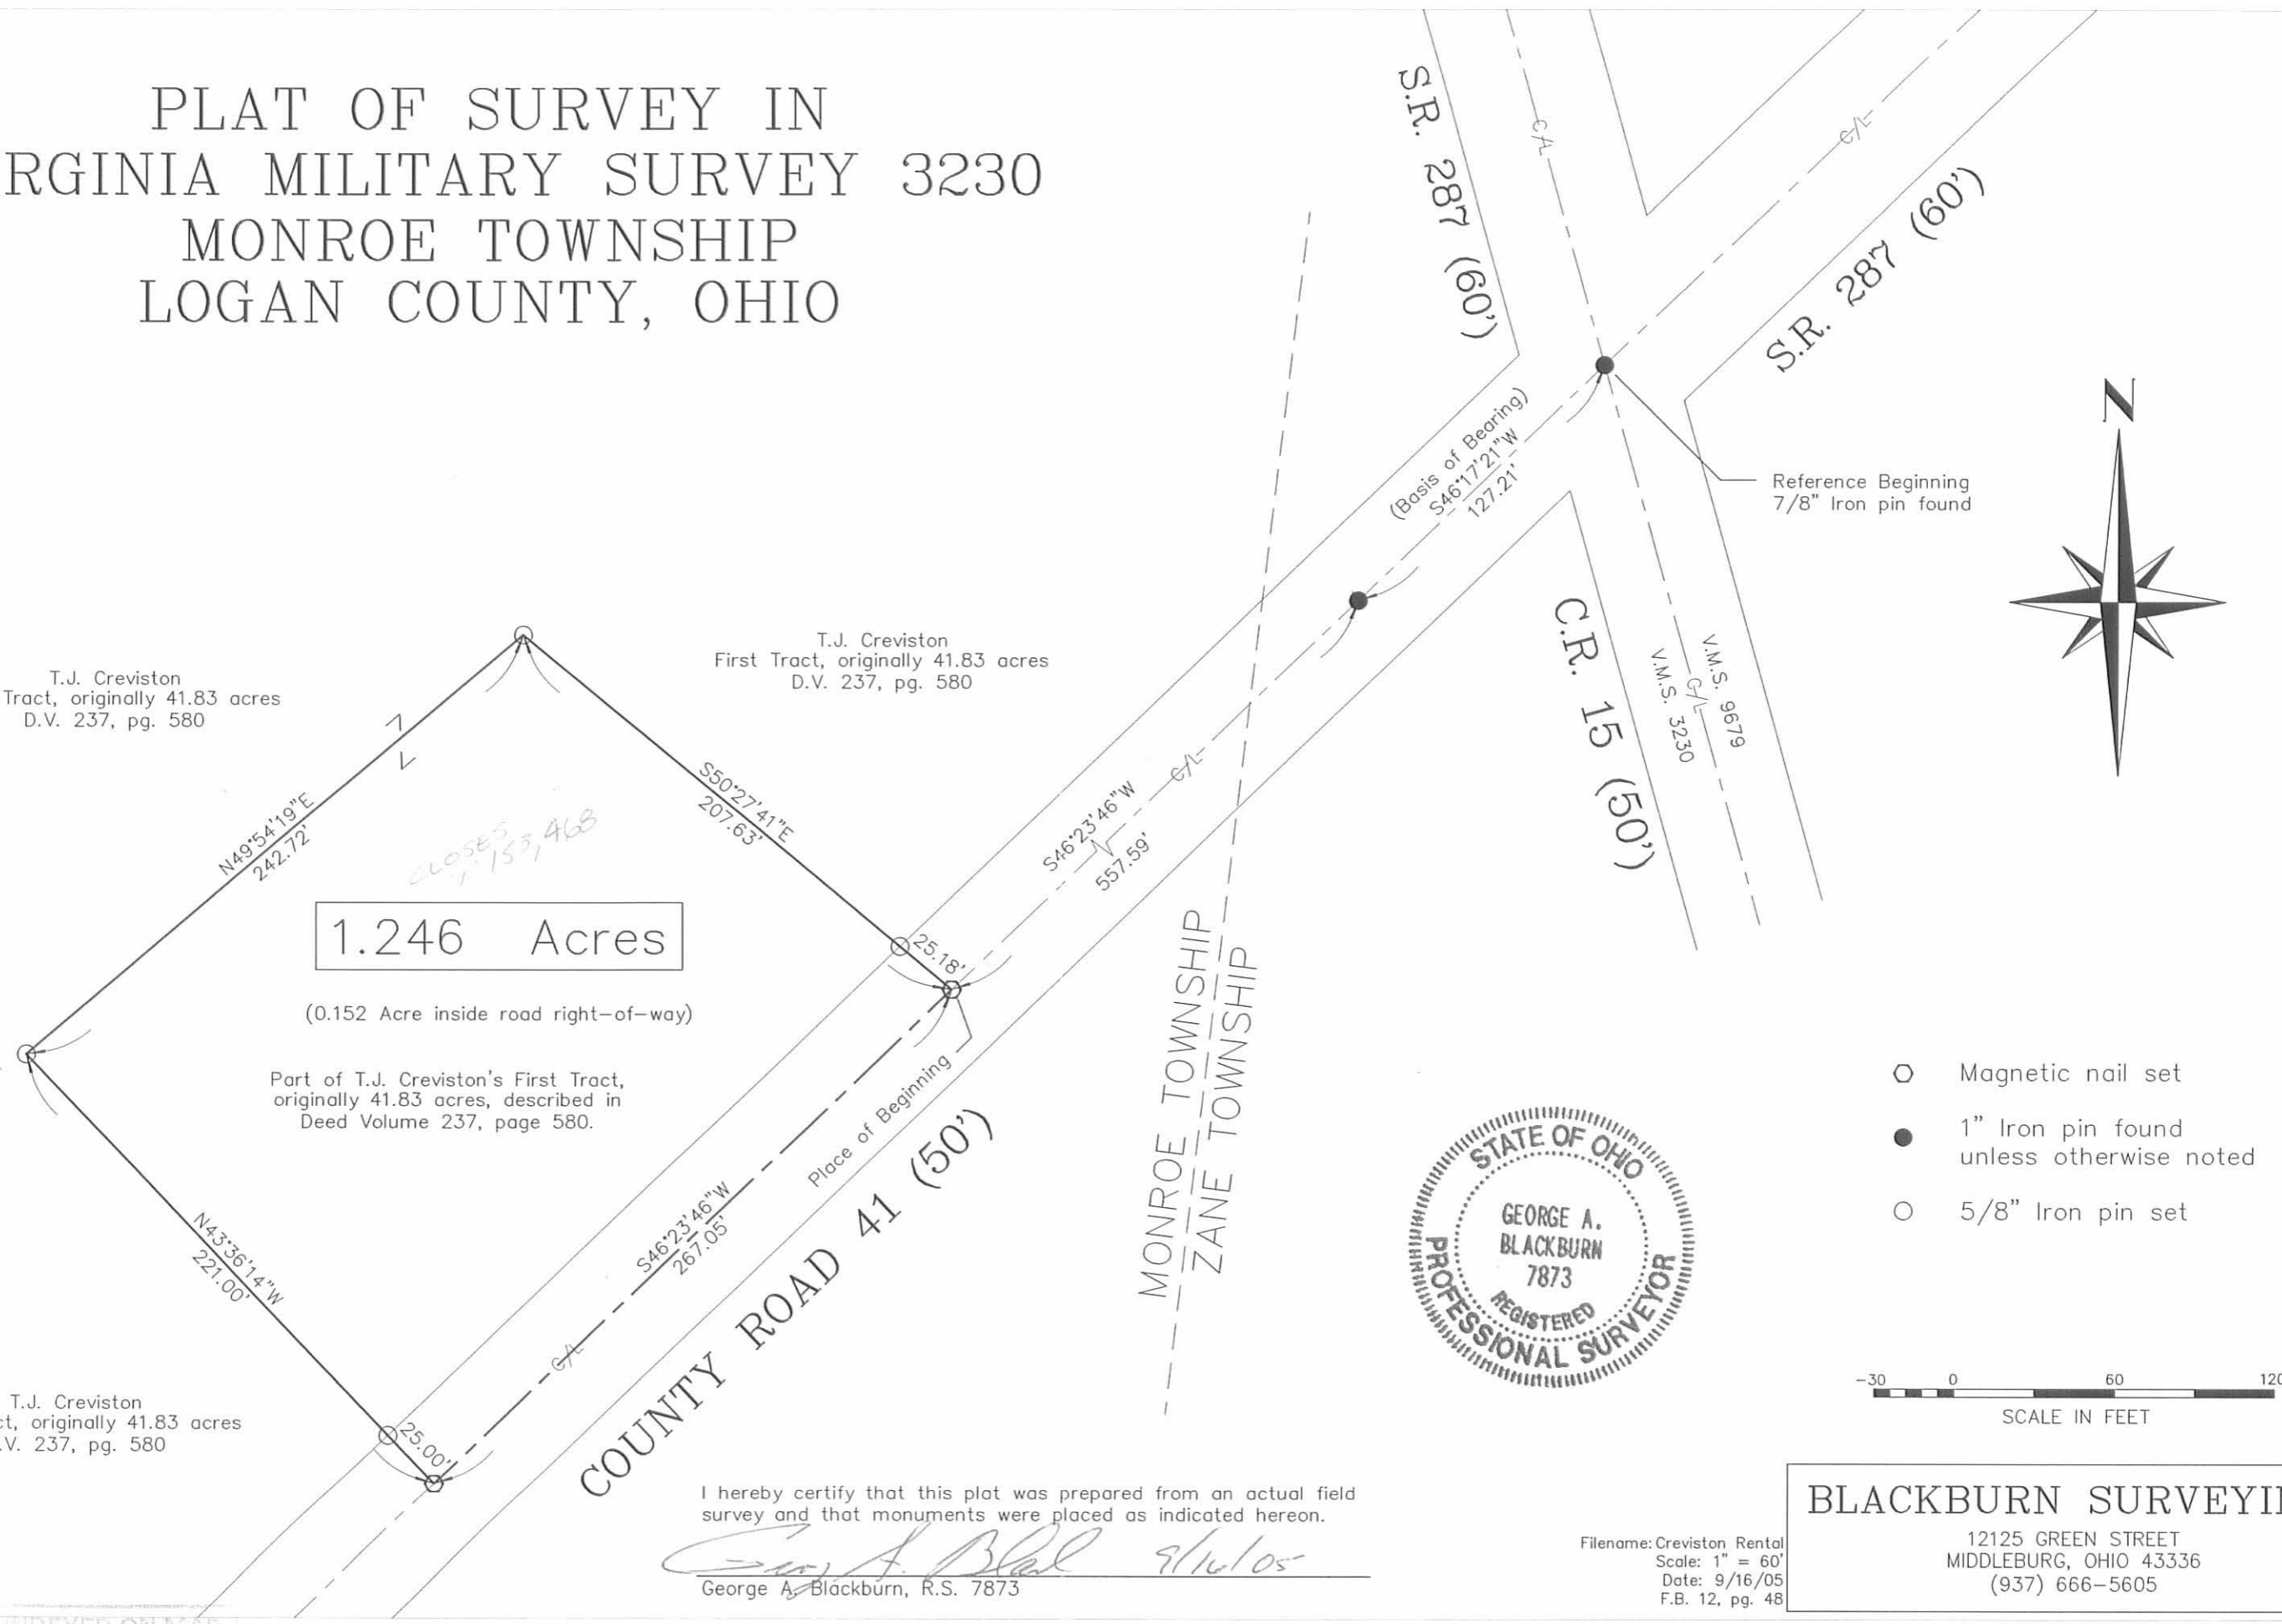 PLAT OF SURVEY IN
RGINIA MILITARY SURVEY 3230
MONROE TOWNSHIP
LOGAN COUNTY, OHIO
S.R. 287 (60')
C/L
C/L
S.R. 287 (60')
N
Reference Beginning
7/8" Iron pin found
(Basis of Bearing)
S46°17'21"W
127.21'
T.J. Creviston
Tract, originally 41.83 acres
D.V. 237, pg. 580
T.J. Creviston
First Tract, originally 41.83 acres
D.V. 237, pg. 580
C.R. 15 (50')
V.M.S. 3230
C/L
V.M.S. 9679
N49°54'19"E
242.72'
S50°27'41"E
207.63'
CLOSES
153,468
S46°23'46"W
557.59'
C/L
1.246 Acres
25.18'
(0.152 Acre inside road right-of-way)
Part of T.J. Creviston's First Tract,
originally 41.83 acres, described in
Deed Volume 237, page 580.
Place of Beginning
MONROE TOWNSHIP
ZANE TOWNSHIP
N43°36'14"W
221.00'
S46°23'46"W
267.05'
C/L
COUNTY ROAD 41 (50')
25.00'
T.J. Creviston
ct, originally 41.83 acres
.V. 237, pg. 580
Magnetic nail set
1" Iron pin found
unless otherwise noted
5/8" Iron pin set
STATE OF OHIO
GEORGE A.
BLACKBURN
7873
REGISTERED
PROFESSIONAL SURVEYOR
-30 0 60 120
SCALE IN FEET
I hereby certify that this plat was prepared from an actual field
survey and that monuments were placed as indicated hereon.
9/16/05
George A. Blackburn, R.S. 7873
Filename: Creviston Rental
Scale: 1" = 60'
Date: 9/16/05
F.B. 12, pg. 48
BLACKBURN SURVEYI
12125 GREEN STREET
MIDDLEBURG, OHIO 43336
(937) 666-5605